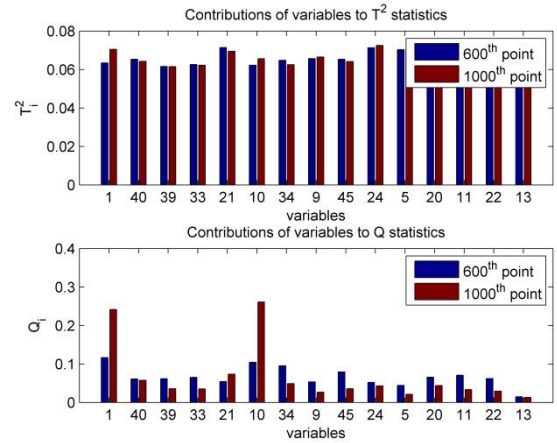 Contributions of variables to T² statistics
0.08
0.06
0.04
0.02
0
T²ᵢ
600ᵗʰ point
1000ᵗʰ point
1 40 39 33 21 10 34 9 45 24 5 20 11 22 13
variables
Contributions of variables to Q statistics
0.4
0.3
0.2
0.1
0
Qᵢ
600ᵗʰ point
1000ᵗʰ point
1 40 39 33 21 10 34 9 45 24 5 20 11 22 13
variables